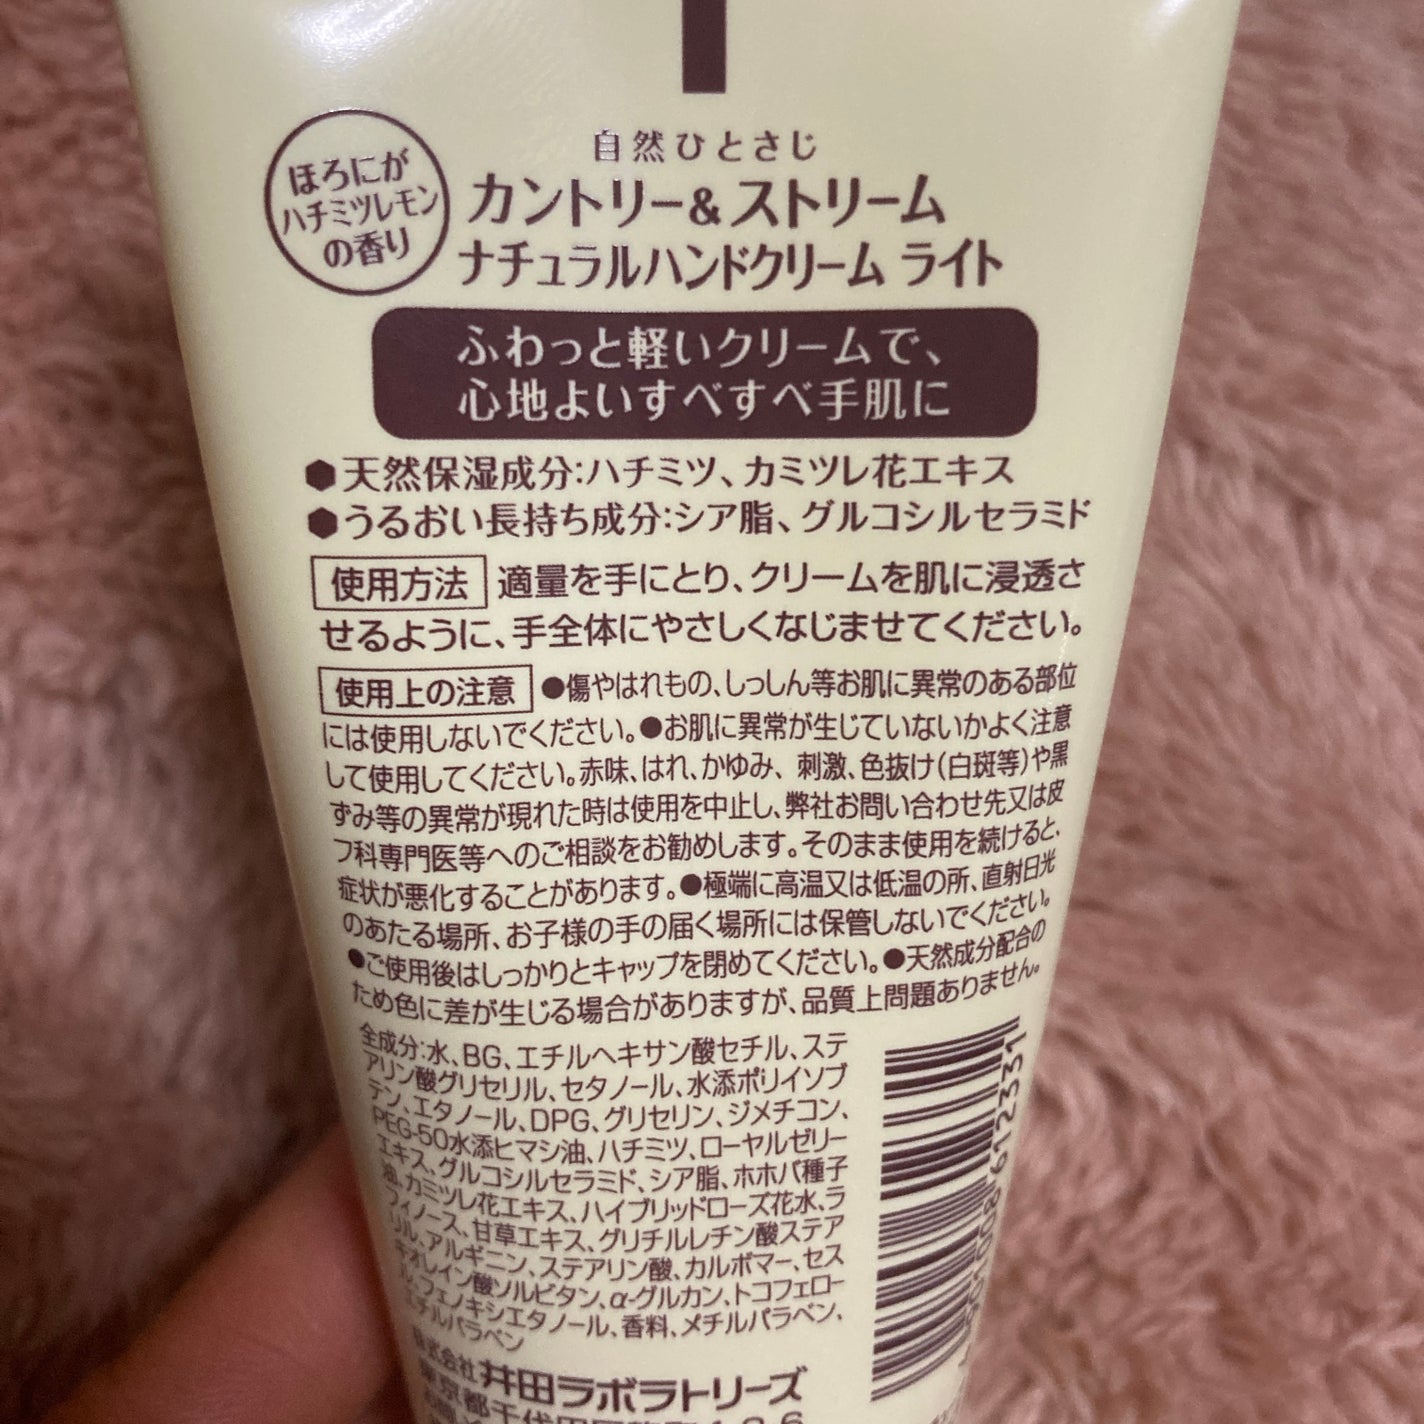 自然ひとさじ
ほろにが
ハチミツレモン
の香り
カントリー&ストリーム
ナチュラルハンドクリーム ライト
ふわっと軽いクリームで、
心地よいすべすべ手肌に
●天然保湿成分:ハチミツ、カミツレ花エキス
●うるおい長持ち成分:シア脂、グルコシルセラミド
使用方法 適量を手にとり、クリームを肌に浸透さ
せるように、手全体にやさしくなじませてください。
使用上の注意 ●傷やはれもの、しっしん等お肌に異常のある部位
には使用しないでください。●お肌に異常が生じていないかよく注意
して使用してください。赤味、はれ、かゆみ、刺激、色抜け(白斑等)や黒
ずみ等の異常が現れた時は使用を中止し、弊社お問い合わせ先又は皮
フ科専門医等へのご相談をお勧めします。そのまま使用を続けると、
症状が悪化することがあります。●極端に高温又は低温の所、直射日光
のあたる場所、お子様の手の届く場所には保管しないでください。
●ご使用後はしっかりとキャップを閉めてください。●天然成分配合の
ため色に差が生じる場合がありますが、品質上問題ありません。
全成分:水、BG、エチルヘキサン酸セチル、ステ
アリン酸グリセリル、セタノール、水添ポリイソブ
テン、エタノール、DPG、グリセリン、ジメチコン、
PEG-50水添ヒマシ油、ハチミツ、ローヤルゼリー
エキス、グルコシルセラミド、シア脂、ホホバ種子
油、カミツレ花エキス、ハイブリッドローズ花水、ラ
フィノース、甘草エキス、グリチルレチン酸ステア
リル、アルギニン、ステアリン酸、カルボマー、セス
キオレイン酸ソルビタン、α-グルカン、トコフェロー
ル、フェノキシエタノール、香料、メチルパラベン、
エチルパラベン
株式会社 井田ラボラトリーズ
東京都千代田区